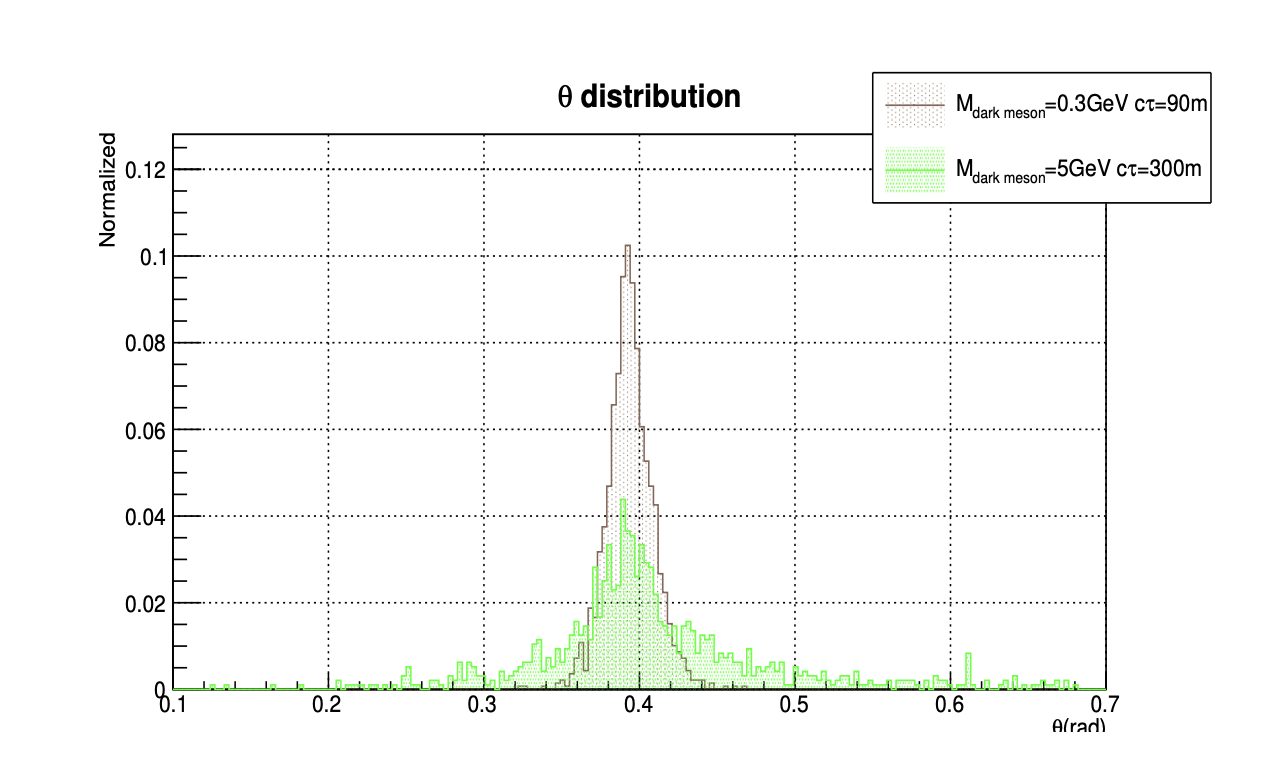 θ distribution
M dark meson=0.3GeV cτ=90m
M dark meson=5GeV cτ=300m
Normalized
0.12
0.1
0.08
0.06
0.04
0.02
0
0.1 0.2 0.3 0.4 0.5 0.6 0.7
θ(rad)